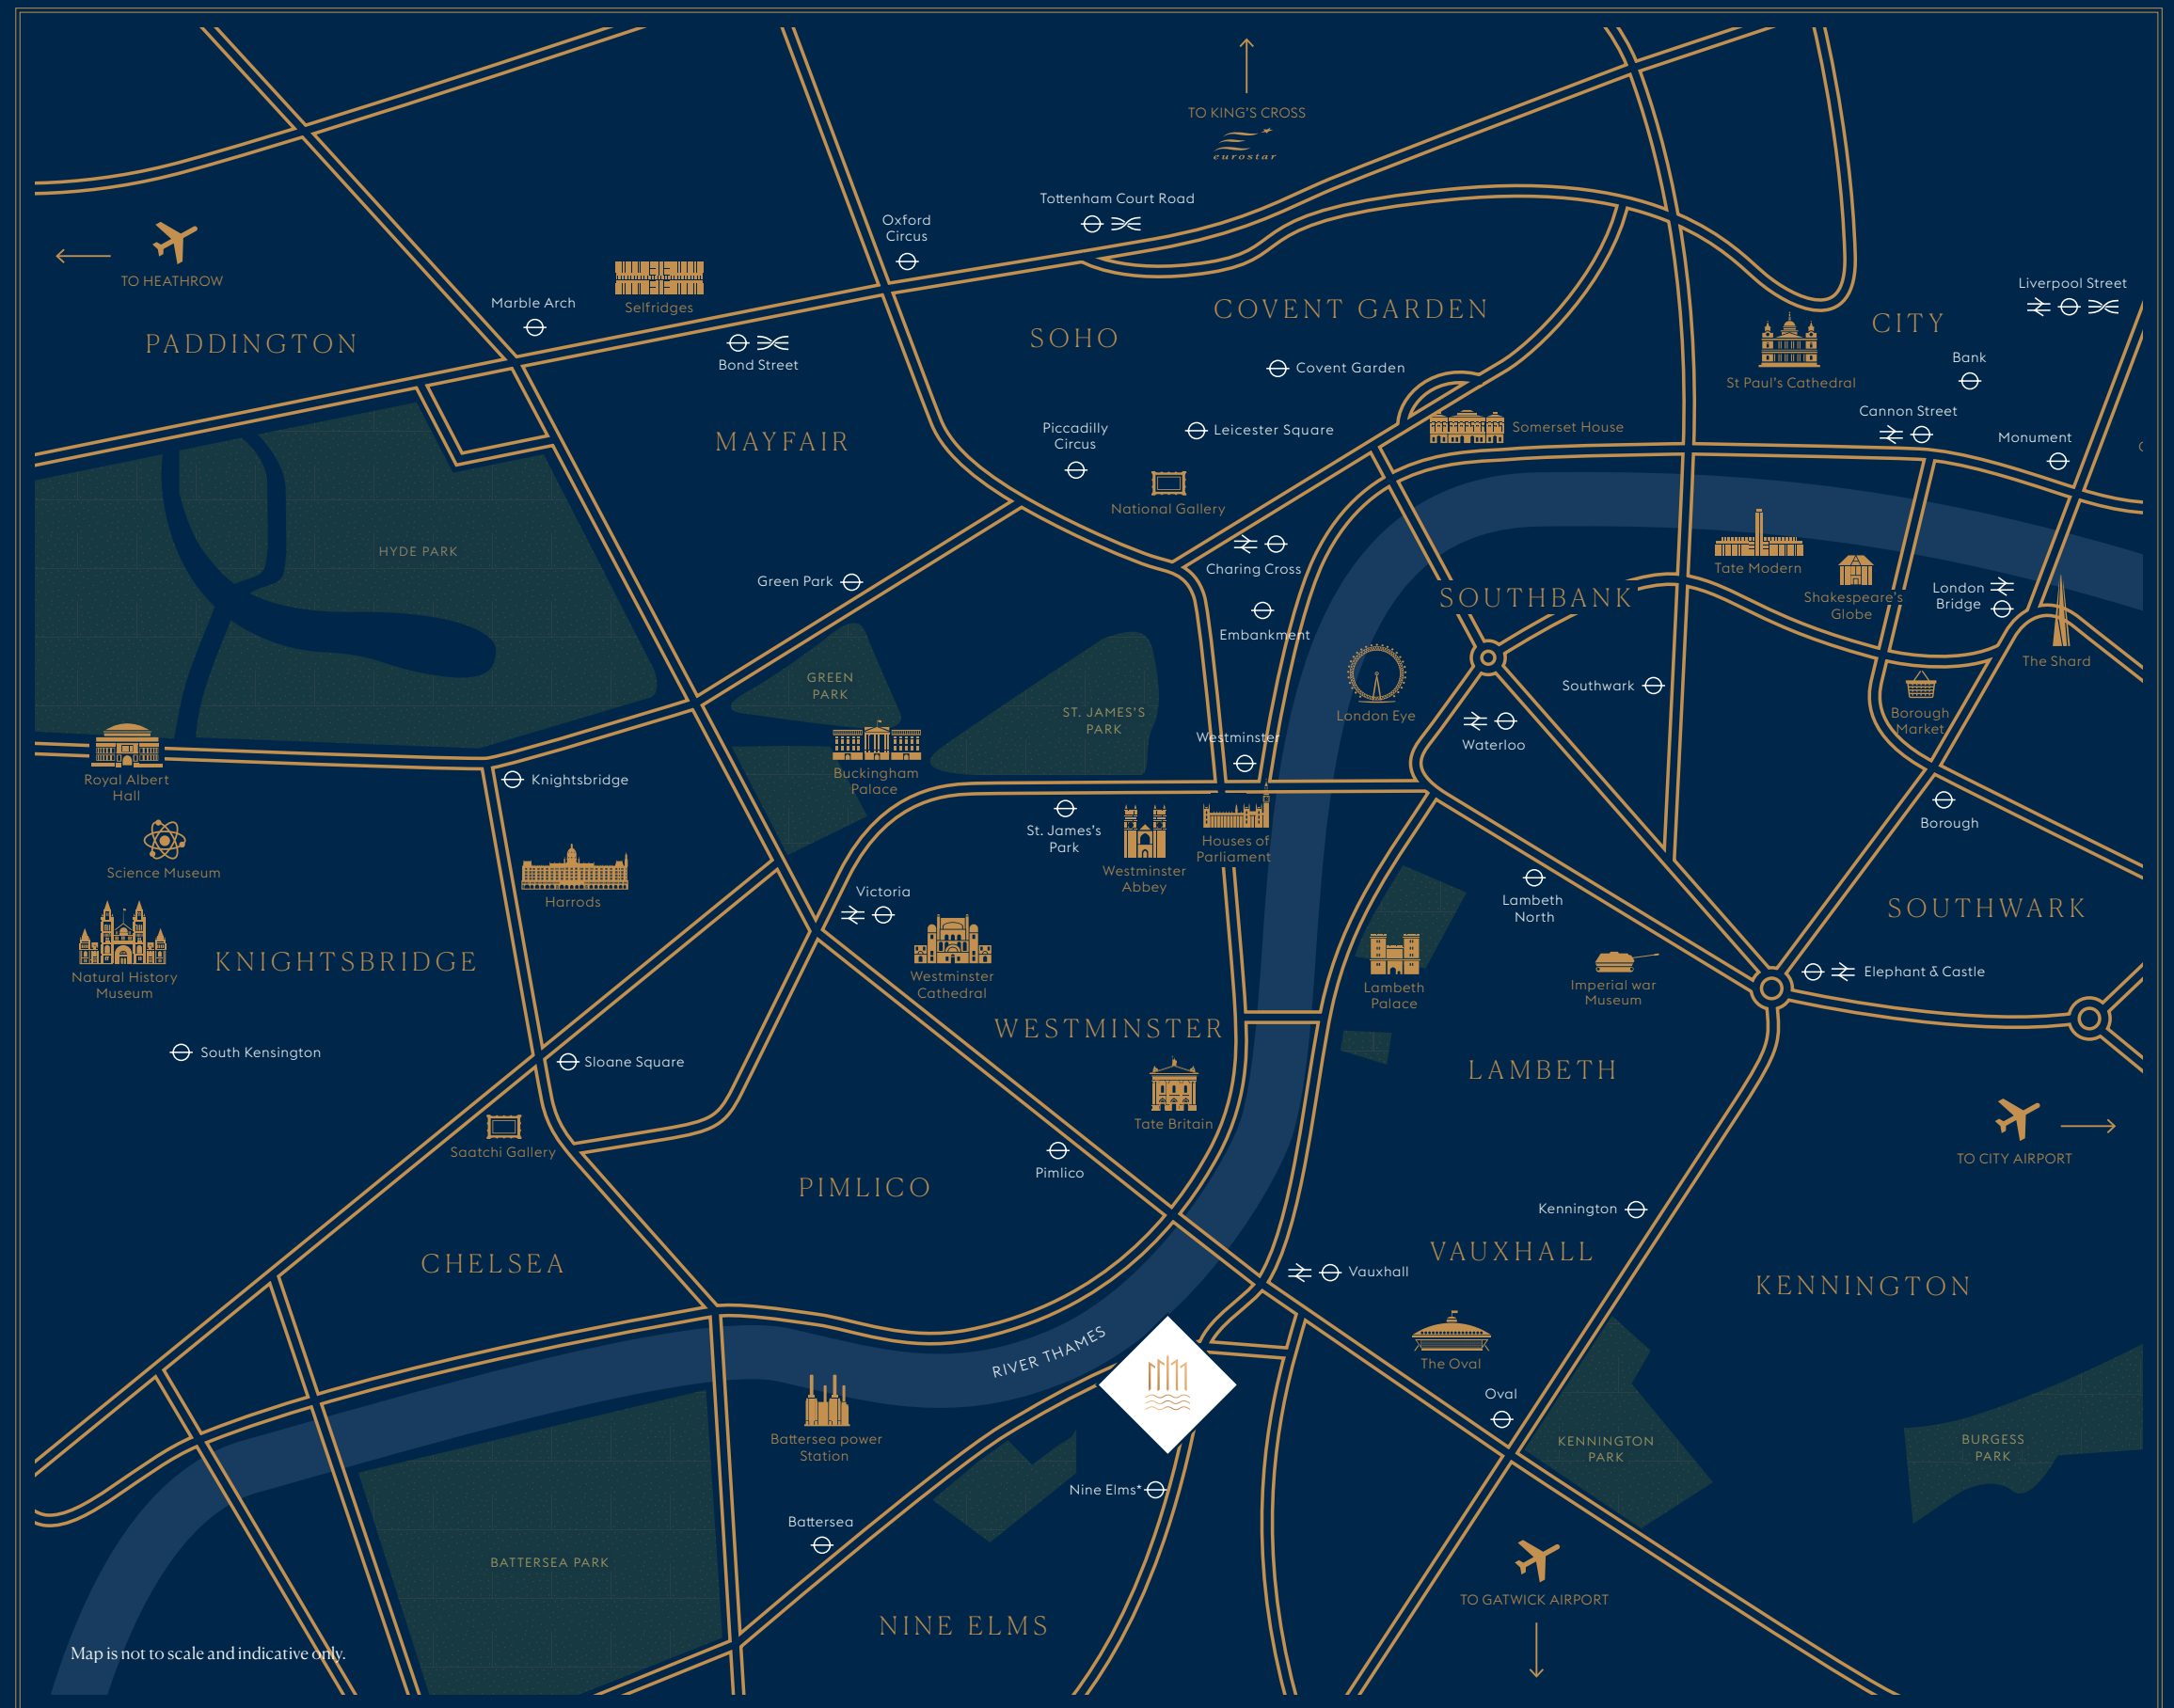 TO KING'S CROSS
eurostar
Tottenham Court Road
Oxford
Circus
TO HEATHROW
Selfridges
Marble Arch
Liverpool Street
COVENT GARDEN
CITY
SOHO
PADDINGTON
Bond Street
Covent Garden
St Paul's Cathedral
Bank
Cannon Street
Piccadilly
Circus
Leicester Square
Somerset House
Monument
MAYFAIR
National Gallery
HYDE PARK
Charing Cross
Tate Modern
Green Park
London
Bridge
SOUTHBANK
Shakespeare's
Globe
Embankment
The Shard
GREEN
PARK
Southwark
ST. JAMES'S
PARK
London Eye
Borough
Market
Westminster
Waterloo
Royal Albert
Hall
Knightsbridge
Buckingham
Palace
St. James's
Park
Houses of
Parliament
Borough
Science Museum
Westminster
Abbey
Harrods
Victoria
Lambeth
North
SOUTHWARK
KNIGHTSBRIDGE
Natural History
Museum
Westminster
Cathedral
Lambeth
Palace
Imperial war
Museum
Elephant & Castle
WESTMINSTER
South Kensington
Sloane Square
LAMBETH
Tate Britain
Saatchi Gallery
Pimlico
TO CITY AIRPORT
PIMLICO
Kennington
VAUXHALL
CHELSEA
Vauxhall
KENNINGTON
RIVER THAMES
The Oval
Oval
Battersea power
Station
KENNINGTON
PARK
BURGESS
PARK
Nine Elms*
Battersea
BATTERSEA PARK
TO GATWICK AIRPORT
NINE ELMS
Map is not to scale and indicative only.